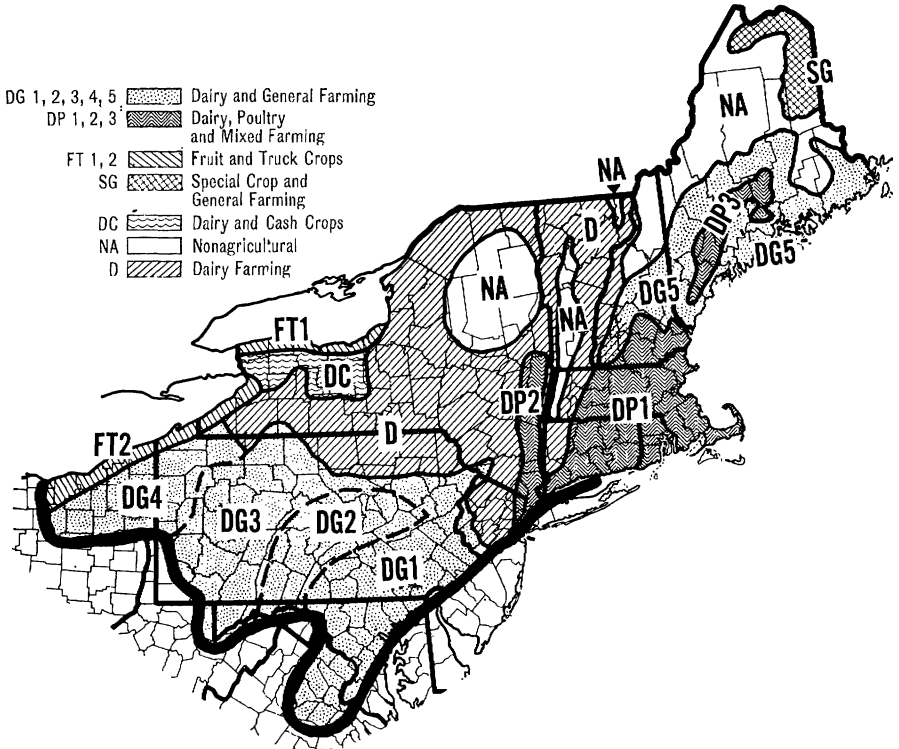 DG 1, 2, 3, 4, 5 Dairy and General Farming
DP 1, 2, 3 Dairy, Poultry
and Mixed Farming
FT 1, 2 Fruit and Truck Crops
SG Special Crop and
General Farming
DC Dairy and Cash Crops
NA Nonagricultural
D Dairy Farming
SG
NA
NA
DP3
D
DG5
NA
DG5
NA
FT1
DC
DP2
DP1
D
FT2
DG4
DG3
DG2
DG1